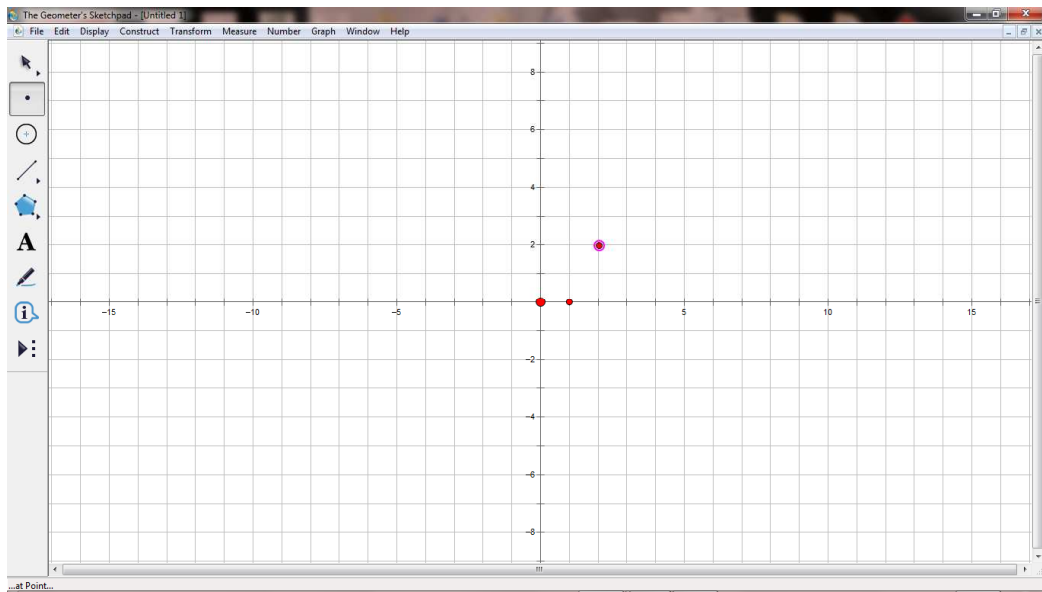 The Geometer's Sketchpad - [Untitled 1]
File Edit Display Construct Transform Measure Number Graph Window Help
8
6
4
2
−15 −10 −5 5 10 15
−2
−4
−6
−8
A
i
...at Point...